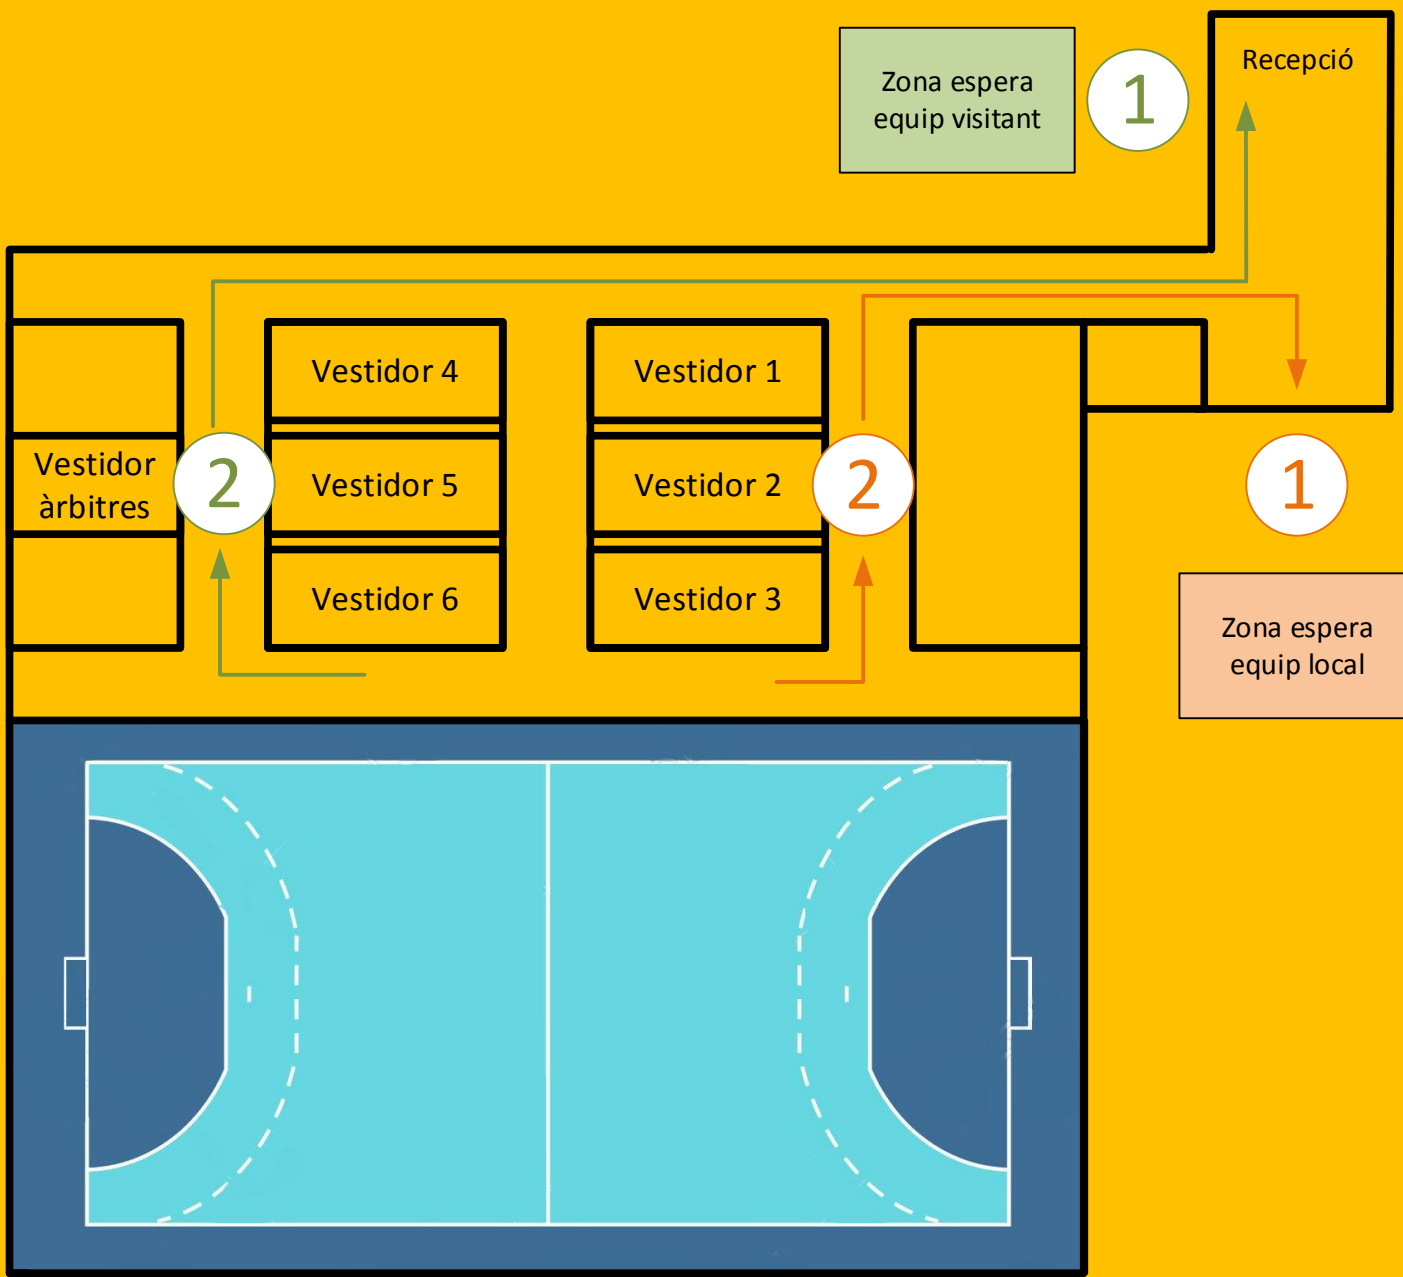 Recepció
Zona espera
equip visitant
1
Vestidor 4
Vestidor 1
Vestidor
àrbitres
2
Vestidor 5
Vestidor 2
2
1
Vestidor 6
Vestidor 3
Zona espera
equip local